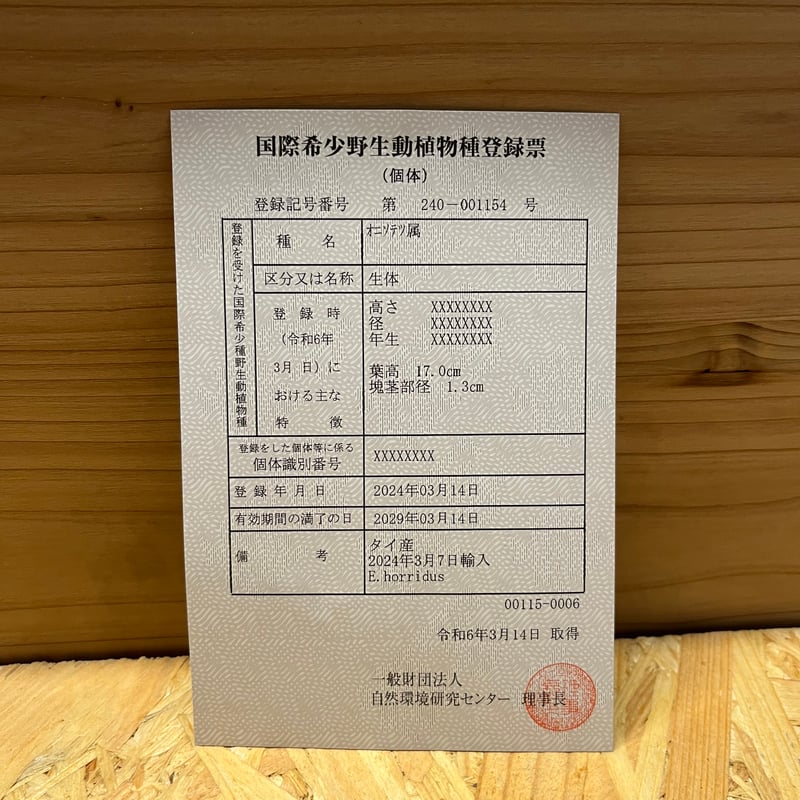 国際希少野生動植物種登録票
（個体）
登録記号番号 第 240－001154 号
登録を受けた国際希少種野生動植物種
種 名
ｵﾆｿﾃﾂ属
区分又は名称 生体
登 録 時
（令和6年
3月 日）に
おける主な
特 徴
高さ XXXXXXXX
径 XXXXXXXX
年生 XXXXXXXX
葉高 17.0cm
塊茎部径 1.3cm
登録をした個体等に係る
個体識別番号
XXXXXXXX
登 録 年 月 日 2024年03月14日
有効期間の満了の日 2029年03月14日
備 考
タイ産
2024年3月7日輸入
E.horridus
00115-0006
令和6年3月14日 取得
一般財団法人
自然環境研究センター 理事長